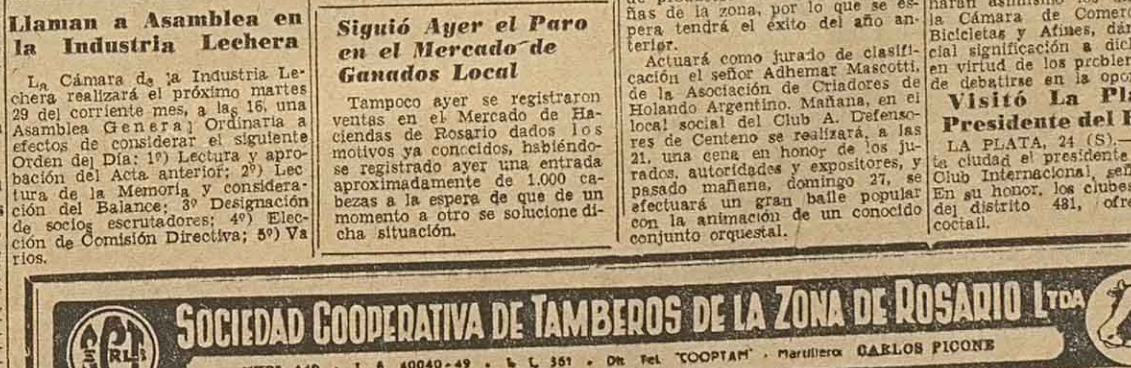 Llaman a Asamblea en
la Industria Lechera
La Cámara de la Industria Le-
chera realizará el próximo martes
29 del corriente mes, a las 16, una
Asamblea General Ordinaria a
efectos de considerar el siguiente
Orden del Día: 1º) Lectura y apro-
bación del Acta anterior; 2º) Lec
tura de la Memoria y considera-
ción del Balance; 3º Designación
de socios escrutadores; 4º) Elec-
ción de Comisión Directiva; 5º) Va
rios.
Siguió Ayer el Paro
en el Mercado de
Ganados Local
Tampoco ayer se registraron
ventas en el Mercado de Ha-
ciendas de Rosario dados los
motivos ya conocidos, habiéndo-
se registrado ayer una entrada
aproximadamente de 1.000 ca-
bezas a la espera de que de un
momento a otro se solucione di-
cha situación.
ñas de la zona, por lo que se es-
pera tendrá el éxito del año an-
terior.
Actuará como jurado de clasifi-
cación el señor Adhemar Mascotti,
de la Asociación de Criadores de
Holando Argentino. Mañana, en el
local social del Club A. Defenso-
res de Centeno se realizará, a las
21, una cena en honor de los ju-
rados, autoridades y expositores, y
pasado mañana, domingo 27, se
efectuará un gran baile popular
con la animación de un conocido
conjunto orquestal.
la Cámara de Comerc
Bicicletas y Afines, dán
cial significación a dich
en virtud de los problem
de debatirse en la opor
Visitó La Pla
Presidente del
LA PLATA, 24 (S).—
ta ciudad el presidente
Club Internacional, señ
En su honor, los clubes
del distrito 481, ofre
coctail.
SOCIEDAD COOPERATIVA DE TAMBEROS DE LA ZONA DE ROSARIO LTDA
T. A. 40040-49 . 361 . Tel. "COOPTAM" . Martillero: CARLOS PICONE